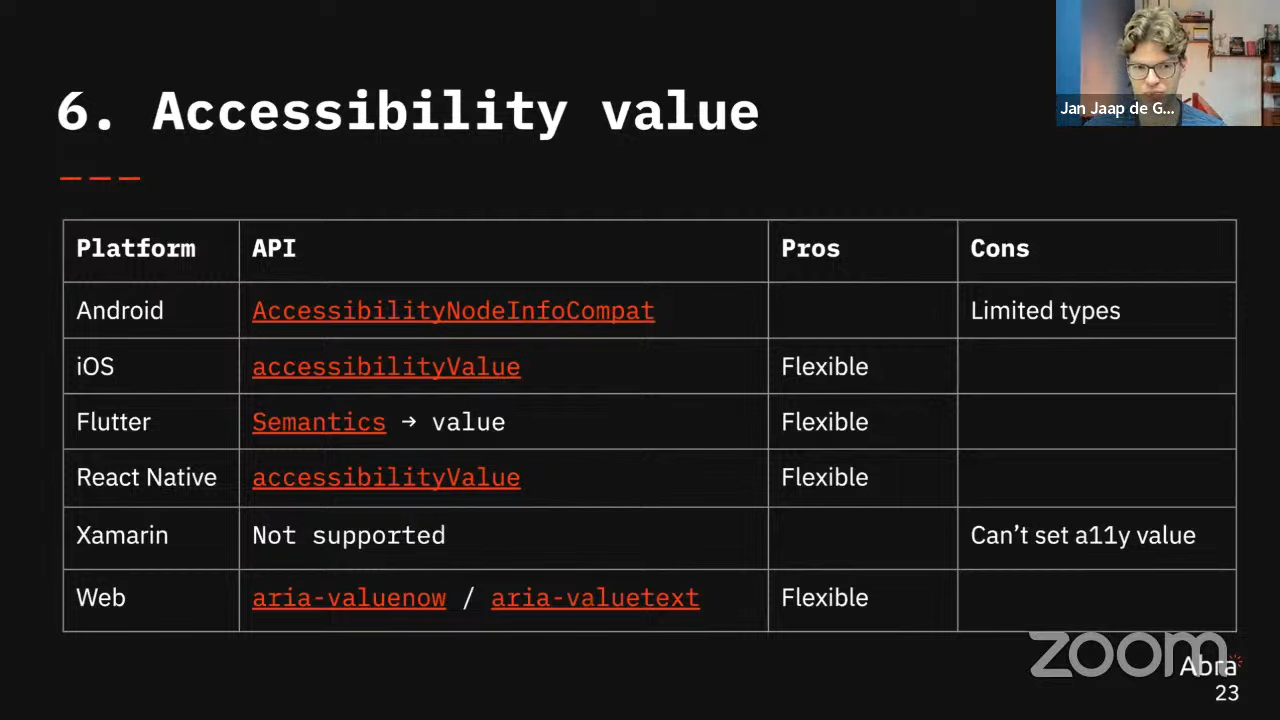 6. Accessibility value
Jan Jaap de G...
Platform API Pros Cons
Android AccessibilityNodeInfoCompat Limited types
iOS accessibilityValue Flexible
Flutter Semantics → value Flexible
React Native accessibilityValue Flexible
Xamarin Not supported Can't set a11y value
Web aria-valuenow / aria-valuetext Flexible
zoom
Abra
23